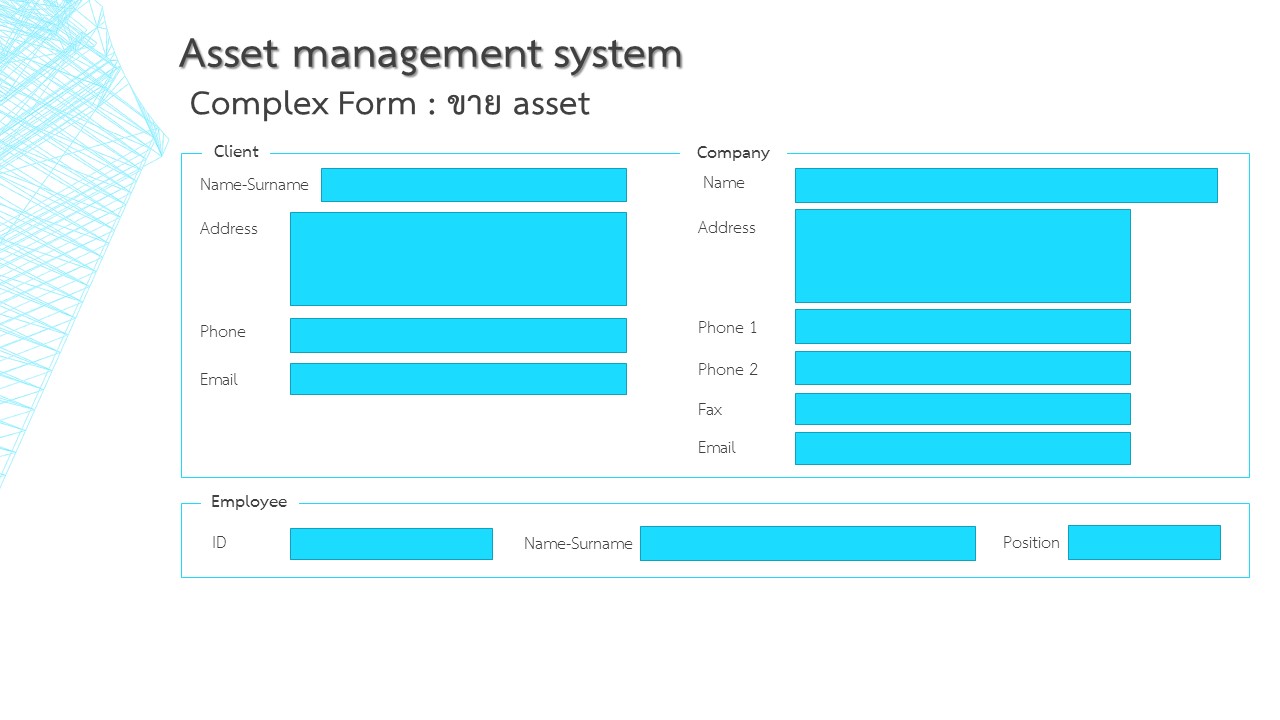 Asset management system
Complex Form : ขาย asset
Client
Name-Surname
Address
Phone
Email
Company
Name
Address
Phone 1
Phone 2
Fax
Email
Employee
ID Name-Surname Position